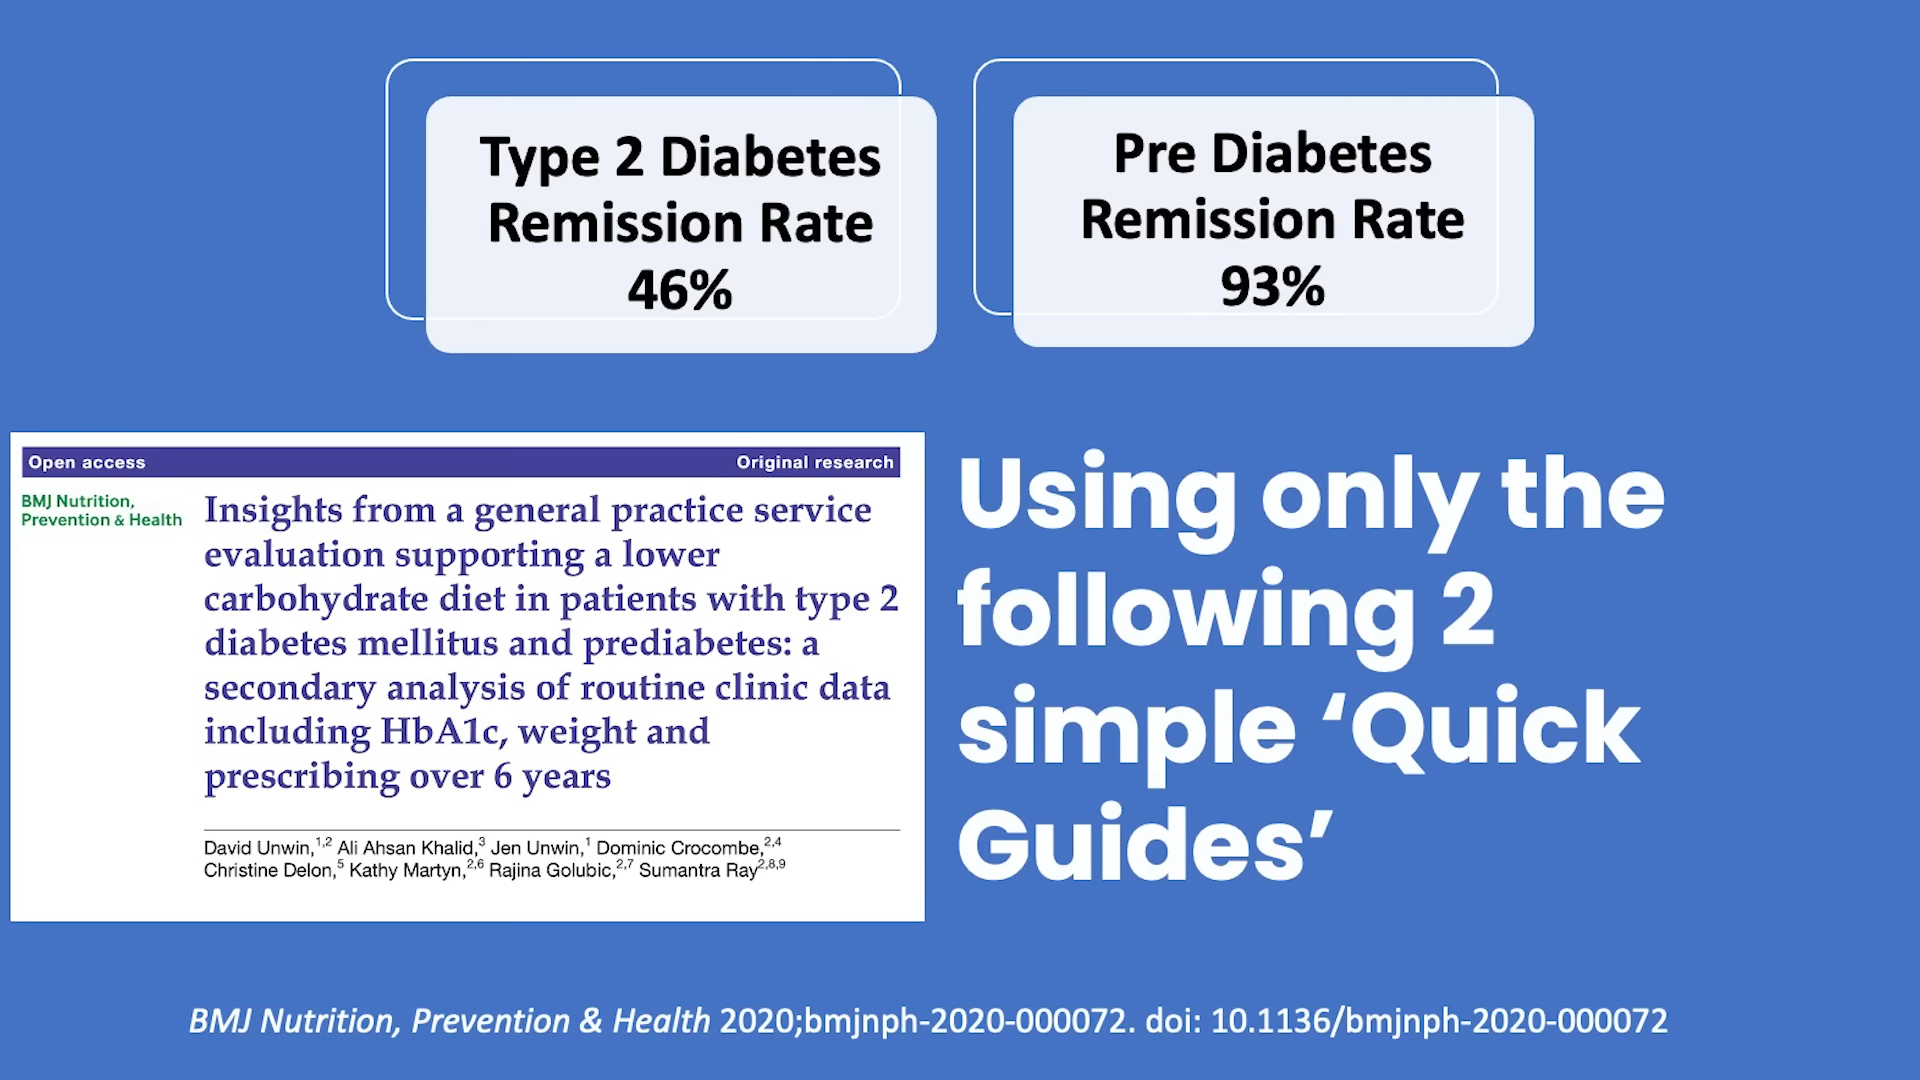 Type 2 Diabetes
Remission Rate
46%
Pre Diabetes
Remission Rate
93%
Open access
Original research
BMJ Nutrition,
Prevention & Health
Insights from a general practice service
evaluation supporting a lower
carbohydrate diet in patients with type 2
diabetes mellitus and prediabetes: a
secondary analysis of routine clinic data
including HbA1c, weight and
prescribing over 6 years
David Unwin,1,2 Ali Ahsan Khalid,3 Jen Unwin,1 Dominic Crocombe,2,4
Christine Delon,5 Kathy Martyn,2,6 Rajina Golubic,2,7 Sumantra Ray2,8,9
Using only the
following 2
simple ‘Quick
Guides’
BMJ Nutrition, Prevention & Health 2020;bmjnph-2020-000072. doi: 10.1136/bmjnph-2020-000072